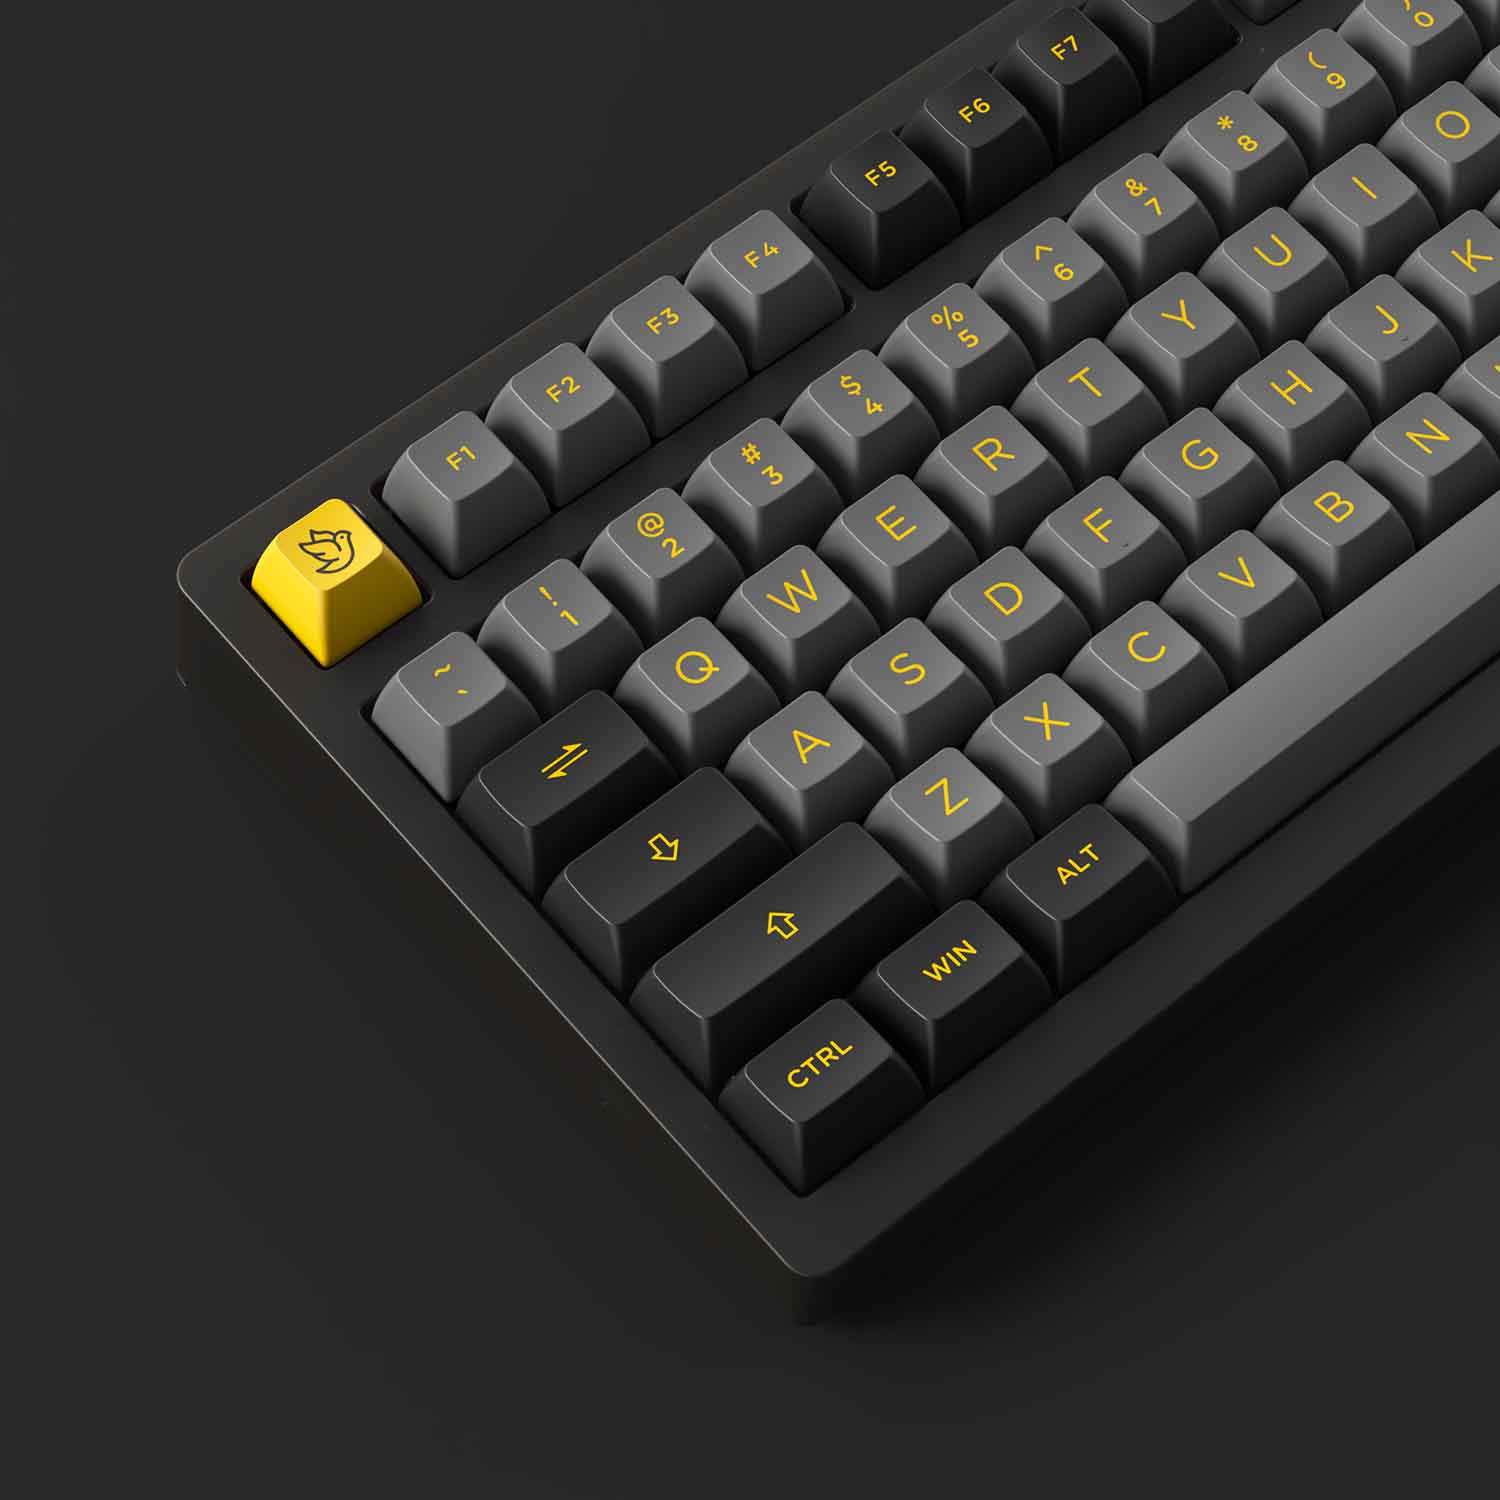 F1 F2 F3 F4 F5 F6 F7
~ ! @ # $ % ^ & * (
` 1 2 3 4 5 6 7 8 9 0
Q W E R T Y U I O
A S D F G H J K
Z X C V B N
CTRL WIN ALT